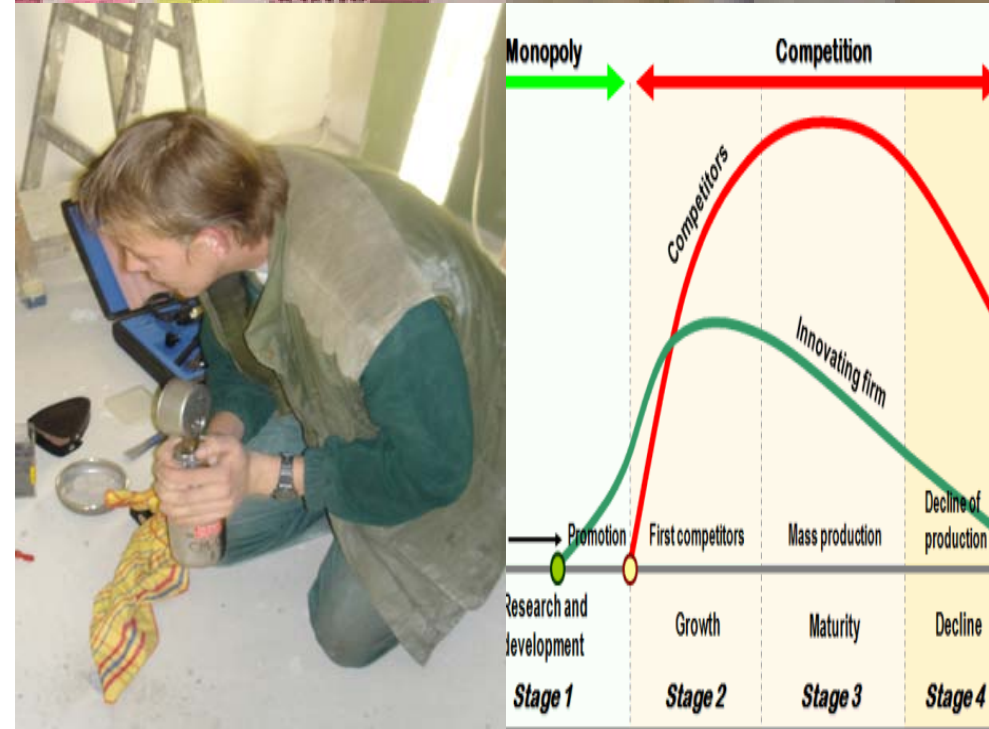 Monopoly
Competition
Competitors
Innovating firm
Promotion
First competitors
Mass production
Decline of
production
Research and
development
Growth
Maturity
Decline
Stage 1
Stage 2
Stage 3
Stage 4